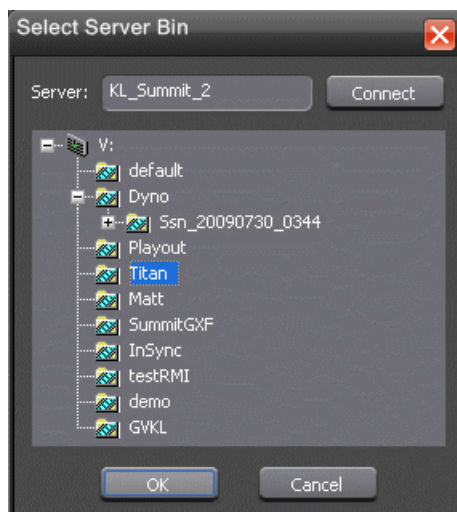 Select Server Bin
Server: KL_Summit_2 Connect
V:
default
Dyno
Ssn_20090730_0344
Playout
Titan
Matt
SummitGXF
InSync
testRMI
demo
GVKL
OK Cancel